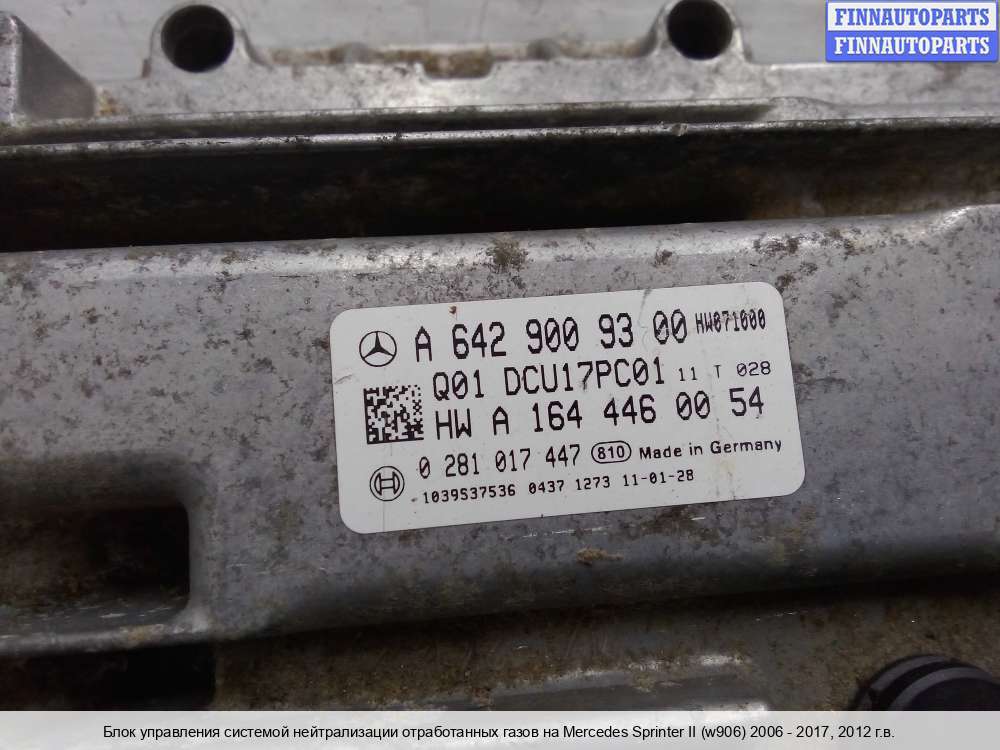 FINNAUTOPARTS
FINNAUTOPARTS
A 642 900 93 00 HW071000
Q01 DCU17PC01 11 T 028
HW A 164 446 00 54
0 281 017 447 810 Made in Germany
1039S37536 0437 1273 11-01-28
Блок управления системой нейтрализации отработанных газов на Mercedes Sprinter II (w906) 2006 - 2017, 2012 г.в.